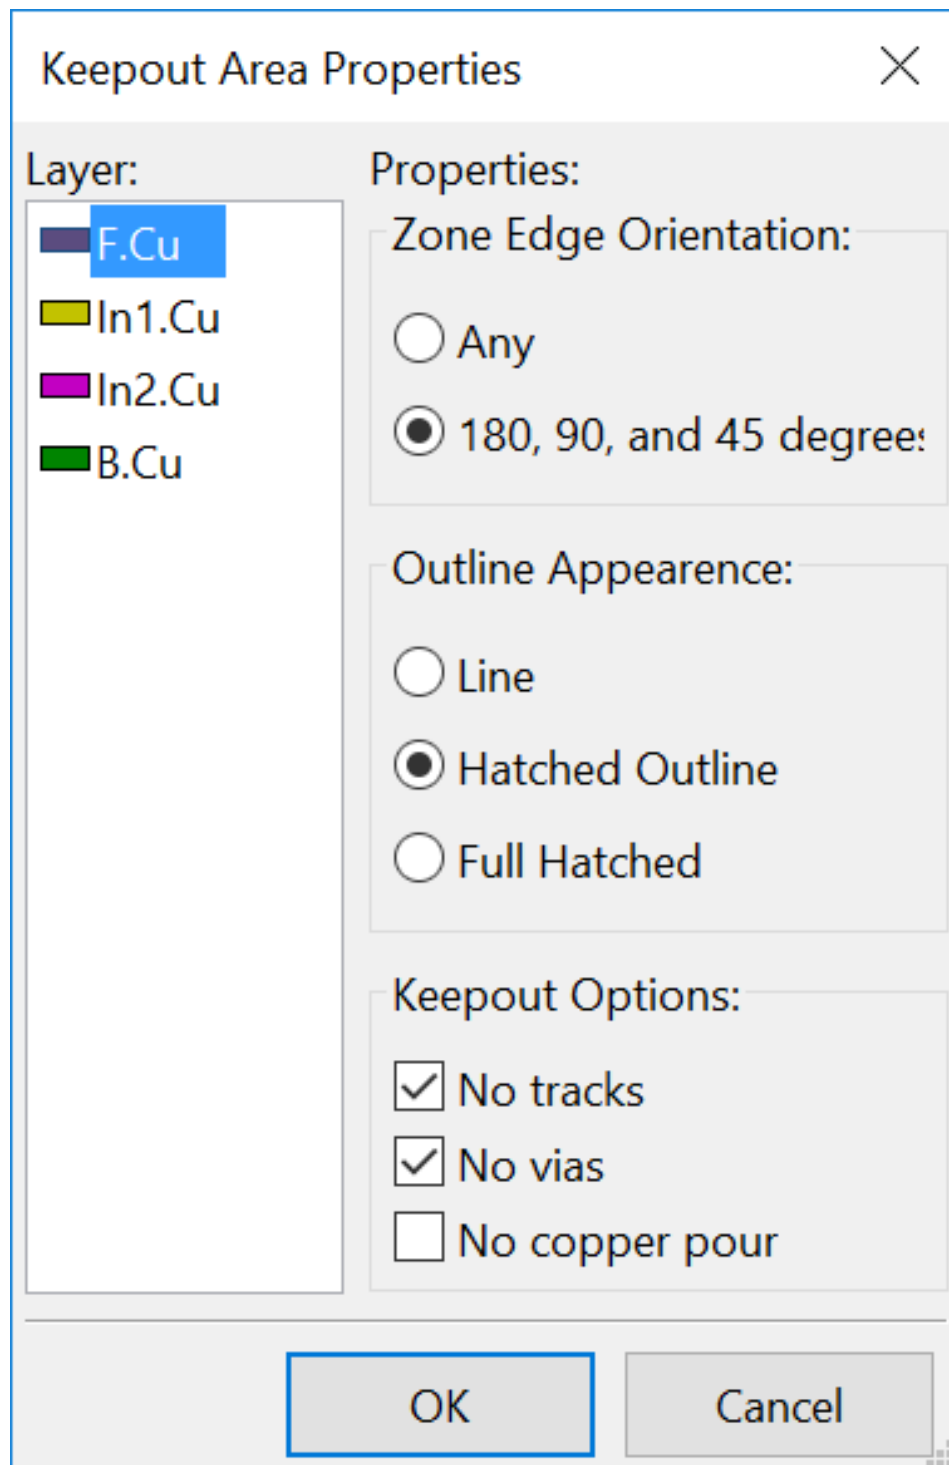 Keepout Area Properties
Layer:
F.Cu
In1.Cu
In2.Cu
B.Cu
Properties:
Zone Edge Orientation:
Any
180, 90, and 45 degrees
Outline Appearence:
Line
Hatched Outline
Full Hatched
Keepout Options:
No tracks
No vias
No copper pour
OK
Cancel